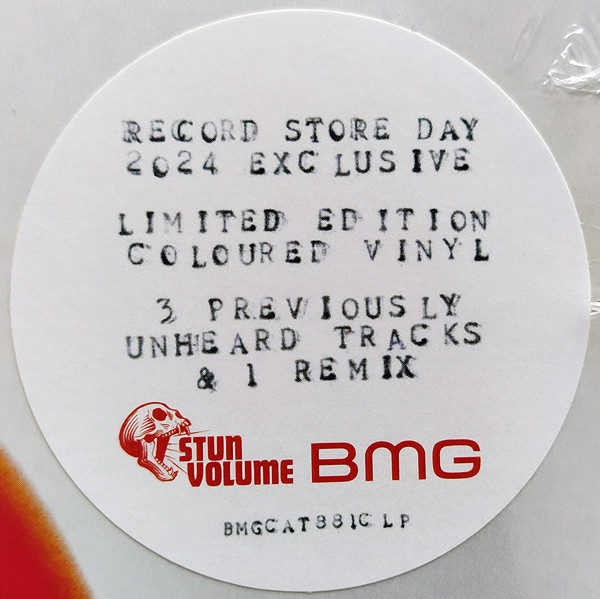 RECORD STORE DAY
2024 EXCLUSIVE
LIMITED EDITION
COLOURED VINYL
3 PREVIOUSLY
UNHEARD TRACKS
& 1 REMIX
STUN
VOLUME
BMG
BMGCAT881CLP